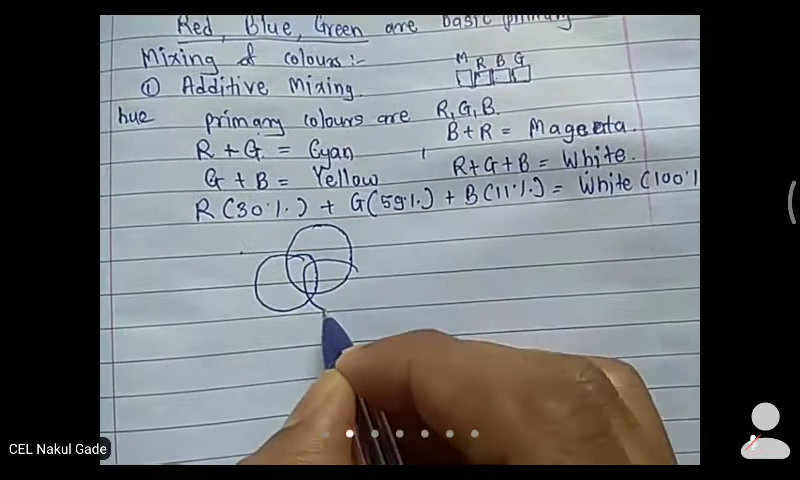 Red, Blue, Green are basic primary
Mixing of colours :-
M R B G
① Additive Mixing.
hue primary colours are R, G, B.
B + R = Magenta.
R + G = Cyan
R + G + B = White.
G + B = Yellow
R (30%) + G (59%) + B (11%) = White (100%
CEL Nakul Gade